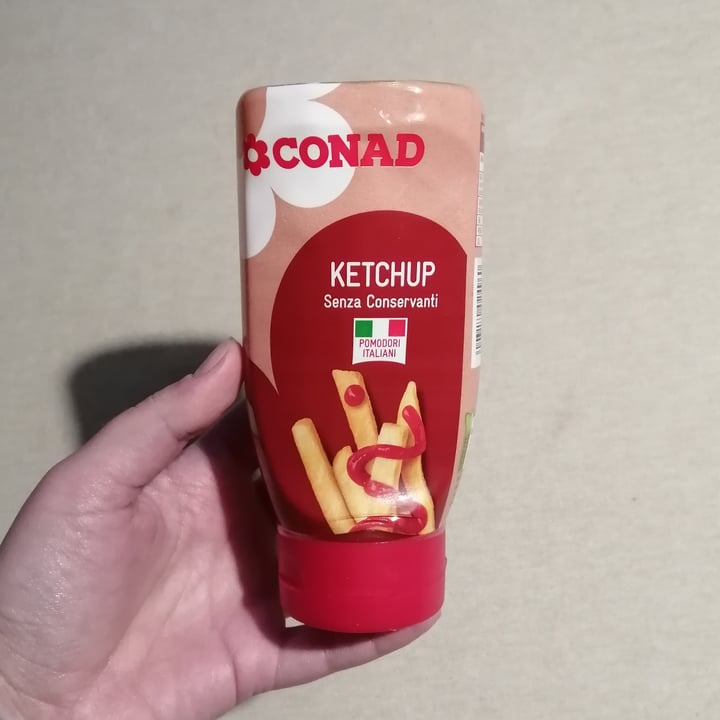 CONAD
KETCHUP
Senza Conservanti
POMODORI
ITALIANI